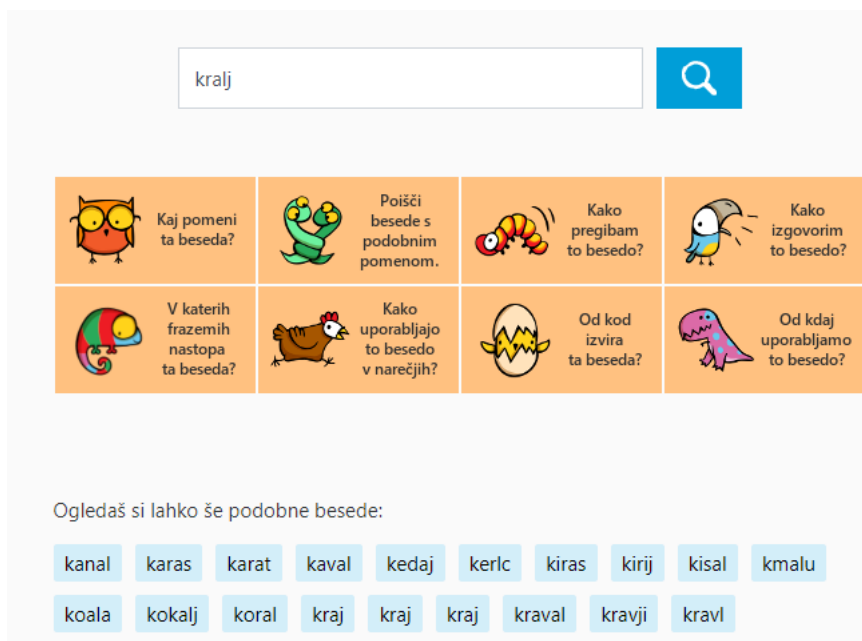 kralj
Kaj pomeni
ta beseda?
Poišči
besede s
podobnim
pomenom.
Kako
pregibam
to besedo?
Kako
izgovorim
to besedo?
V katerih
frazemih
nastopa
ta beseda?
Kako
uporabljajo
to besedo
v narečjih?
Od kod
izvira
ta beseda?
Od kdaj
uporabljamo
to besedo?
Ogledaš si lahko še podobne besede:
kanal karas karat kaval kedaj kerlc kiras kirij kisal kmalu
koala kokalj koral kraj kraj kraj kraval kravji kravl